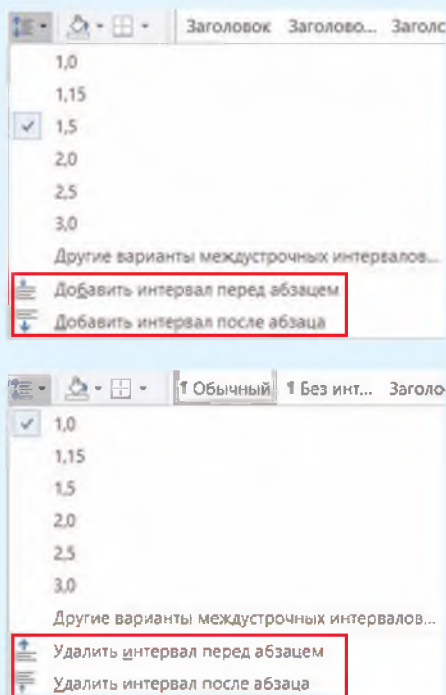 Заголовок Заголово... Заголс
1,0
1,15
1,5
2,0
2,5
3,0
Другие варианты междустрочных интервалов...
Добавить интервал перед абзацем
Добавить интервал после абзаца
¶ Обычный ¶ Без инт... Заголо
1,0
1,15
1,5
2,0
2,5
3,0
Другие варианты междустрочных интервалов...
Удалить интервал перед абзацем
Удалить интервал после абзаца